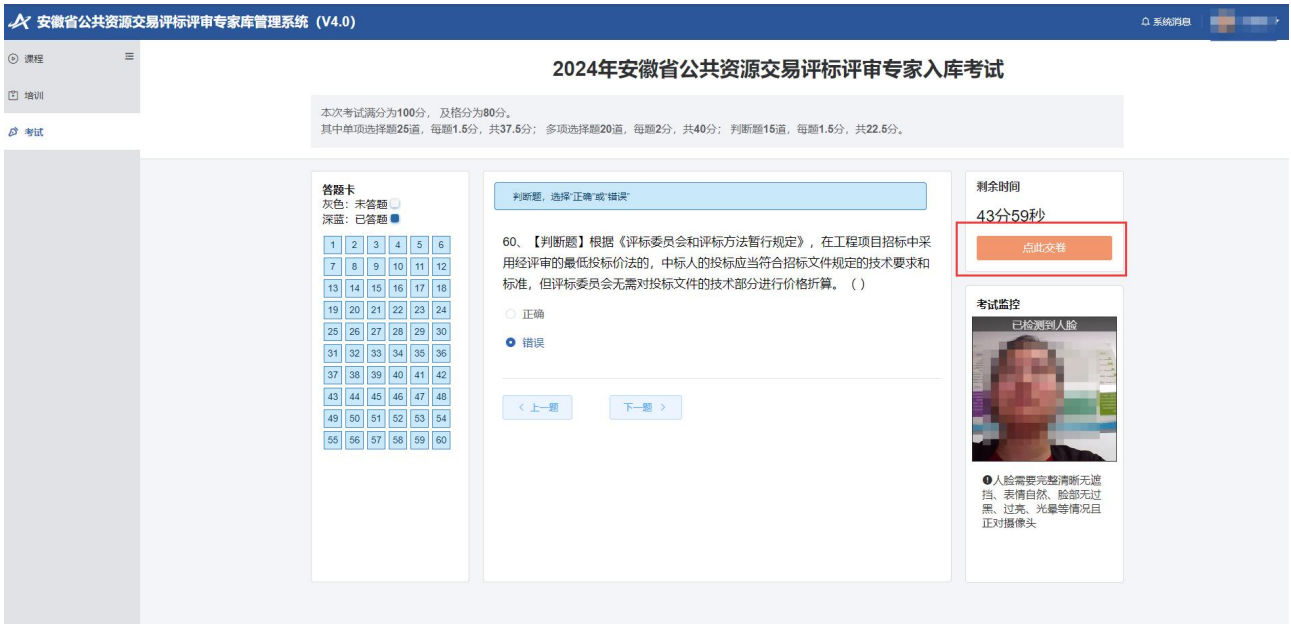 安徽省公共资源交易评标评审专家库管理系统（V4.0）
系统消息
课程
培训
考试
2024年安徽省公共资源交易评标评审专家入库考试
本次考试满分为100分，及格分为80分。
其中单项选择题25道，每题1.5分，共37.5分；多项选择题20道，每题2分，共40分；判断题15道，每题1.5分，共22.5分。
答题卡
灰色：未答题
深蓝：已答题
1 2 3 4 5 6
7 8 9 10 11 12
13 14 15 16 17 18
19 20 21 22 23 24
25 26 27 28 29 30
31 32 33 34 35 36
37 38 39 40 41 42
43 44 45 46 47 48
49 50 51 52 53 54
55 56 57 58 59 60
判断题，选择“正确”或“错误”
60、【判断题】根据《评标委员会和评标方法暂行规定》，在工程项目招标中采
用经评审的最低投标价法的，中标人的投标应当符合招标文件规定的技术要求和
标准，但评标委员会无需对投标文件的技术部分进行价格折算。（ ）
正确
错误
< 上一题 下一题 >
剩余时间
43分59秒
点此交卷
考试监控
已检测到人脸
人脸需要完整清晰无遮
挡、表情自然、脸部无过
黑、过亮、光晕等情况且
正对摄像头